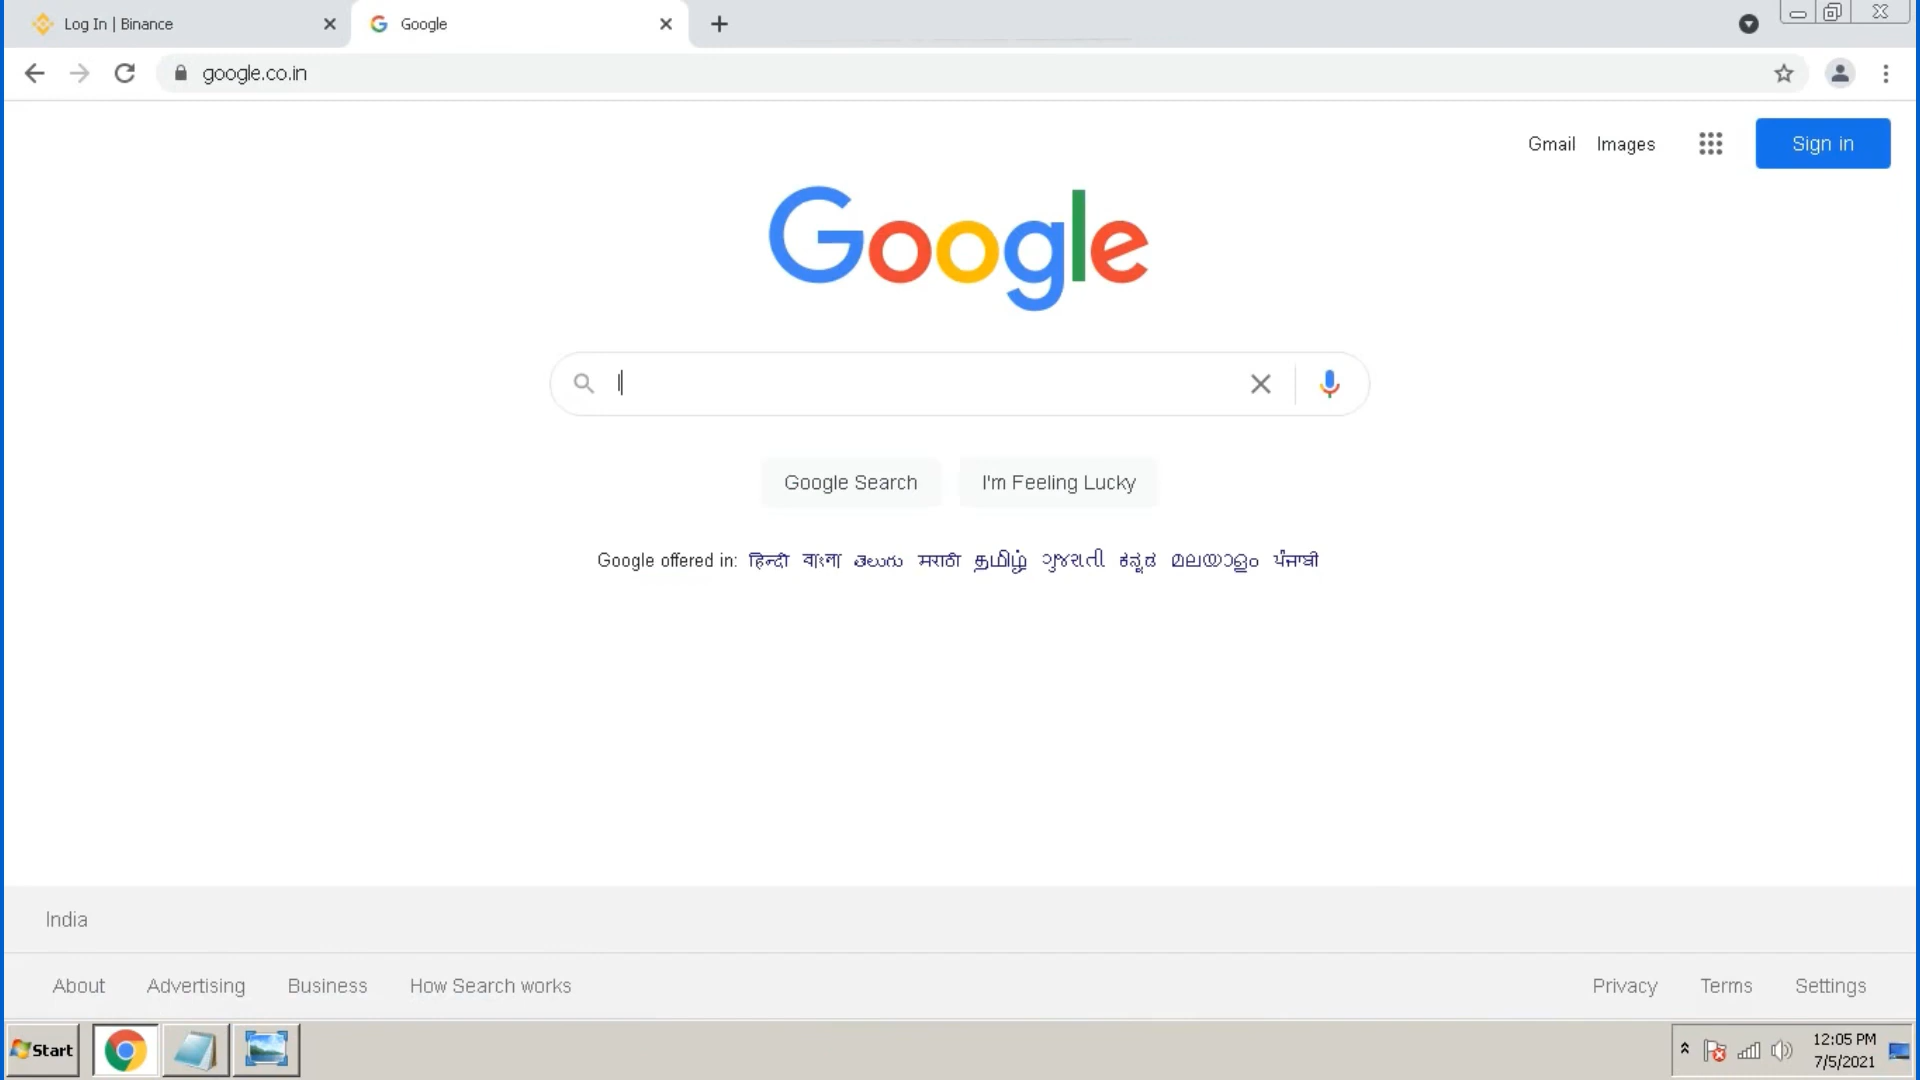 Log In | Binance
Google
google.co.in
Gmail Images Sign in
Google
l
Google Search I'm Feeling Lucky
Google offered in: हिन्दी বাংলা తెలుగు मराठी தமிழ் ગુજરાતી ಕನ್ನಡ മലയാളം ਪੰਜਾਬੀ
India
About Advertising Business How Search works Privacy Terms Settings
Start 12:05 PM
7/5/2021